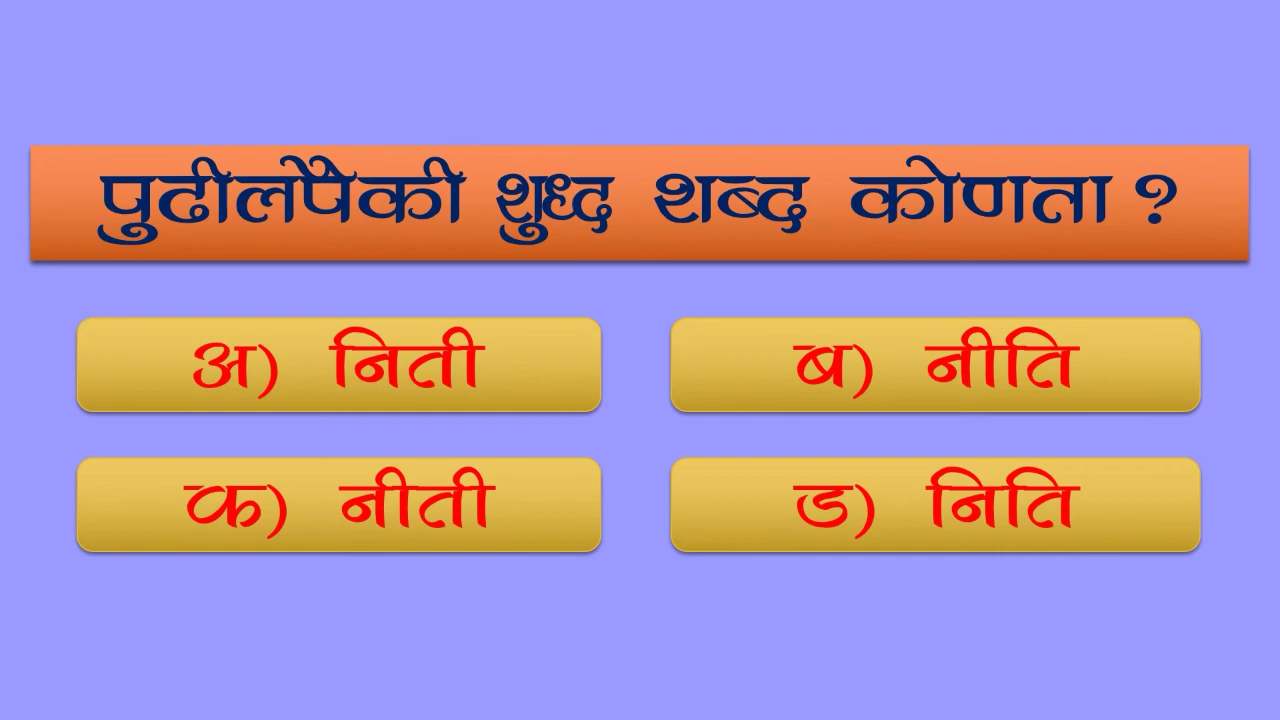 पुढीलपैकी शुध्द शब्द कोणता ?
अ) निती
ब) नीति
क) नीती
ड) निति